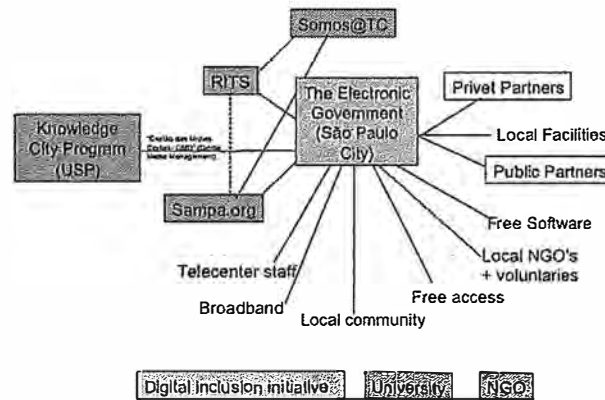 Somos@TC
RITS
The Electronic
Government
(São Paulo
City)
Privet Partners
Local Facilities
Public Partners
Knowledge
City Program
(USP)
Sampa.org
Free Software
Local NGO's
+ voluntaries
Telecenter staff
Free access
Broadband
Local community
Digital inclusion initiative
University
NGO